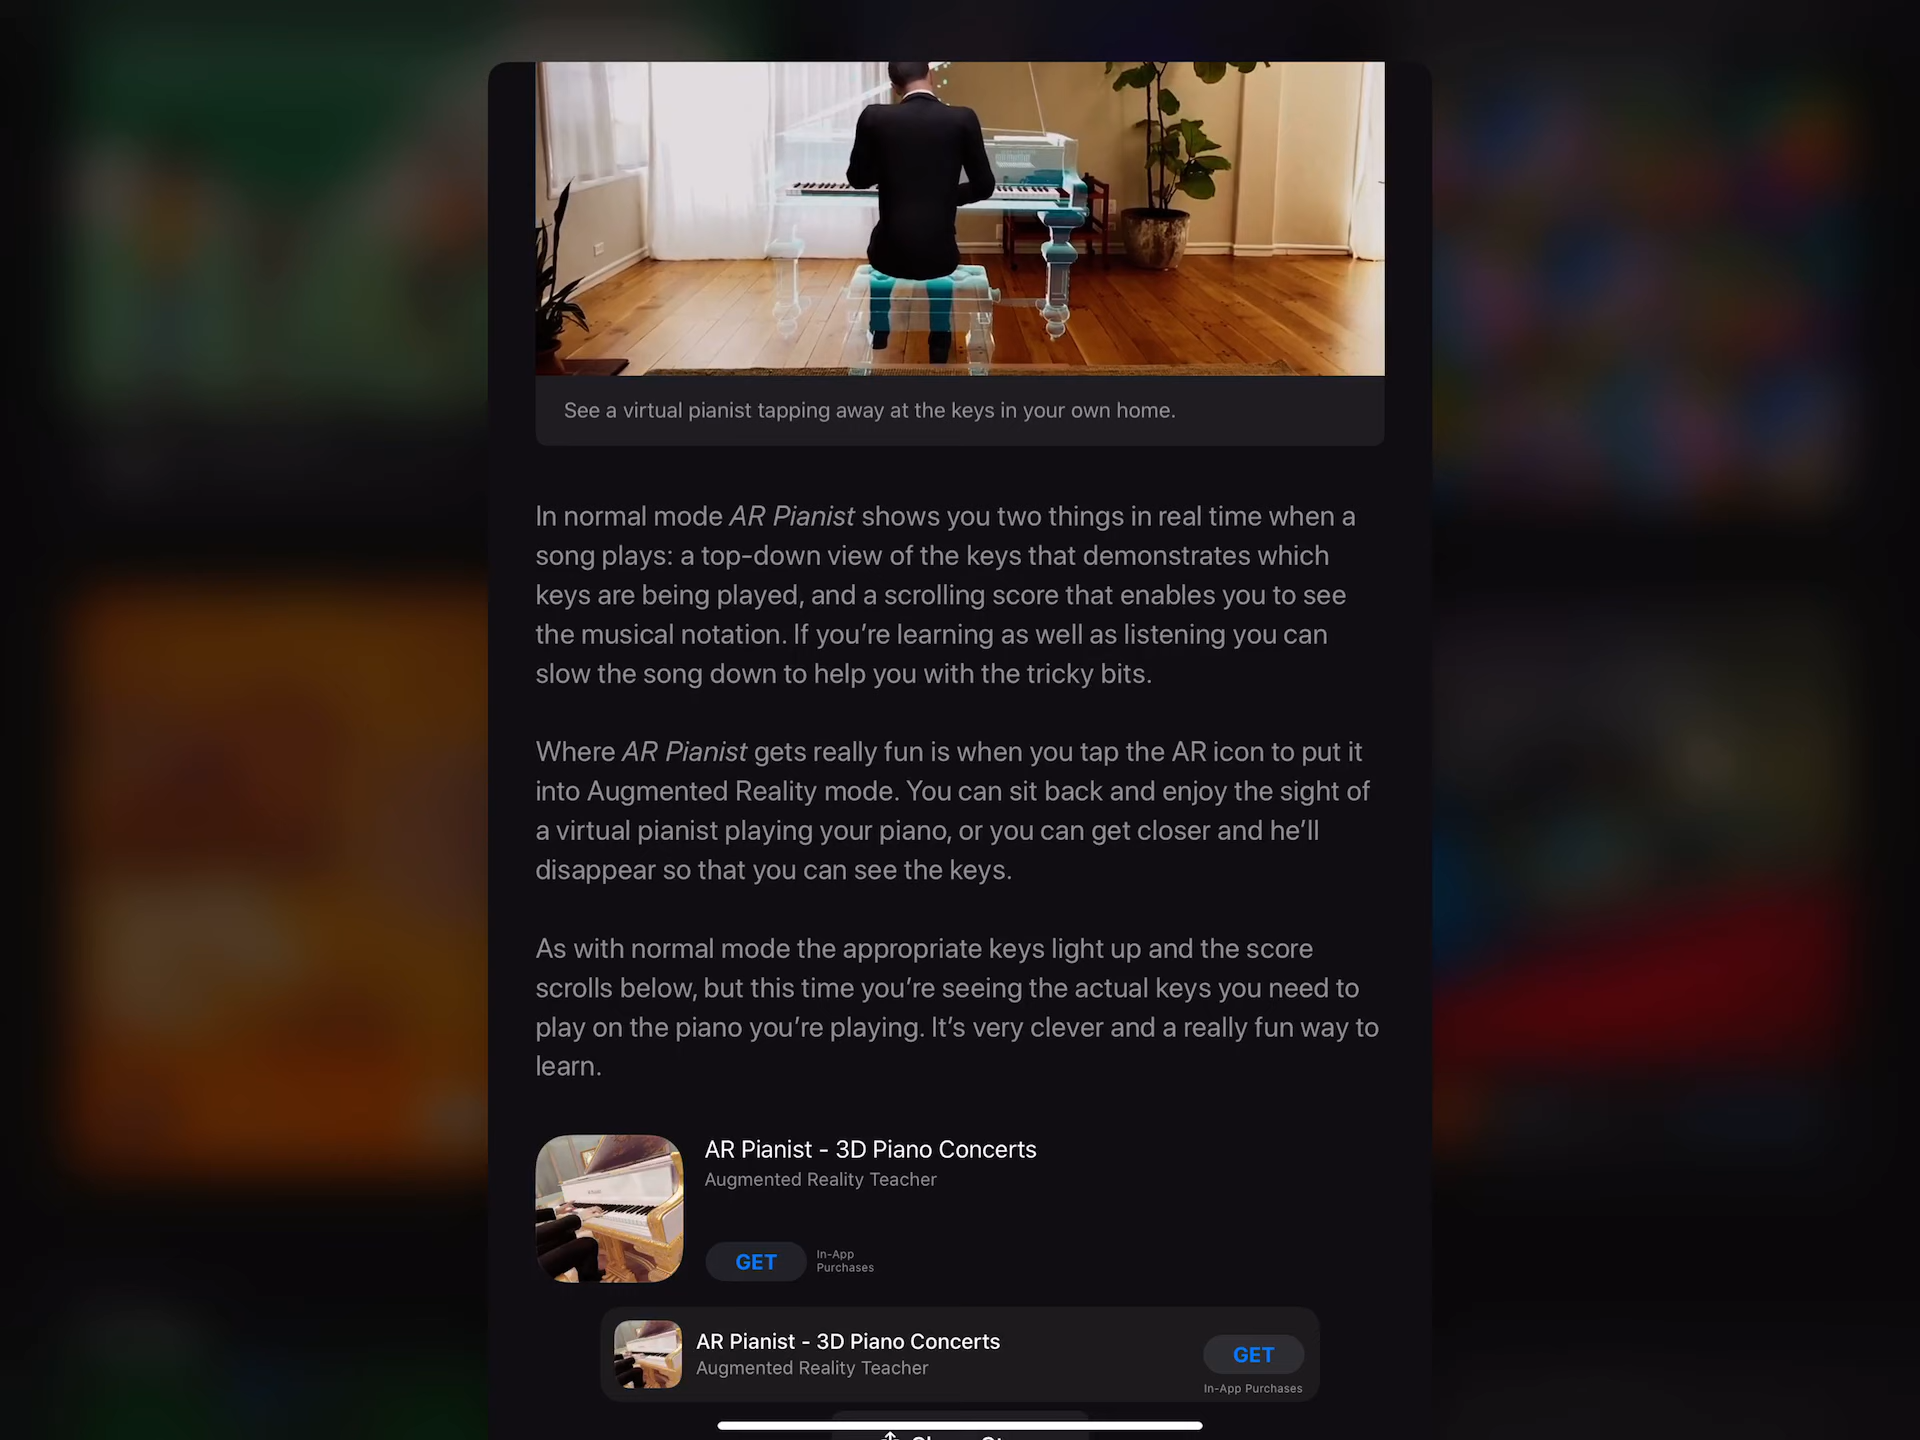 See a virtual pianist tapping away at the keys in your own home.
In normal mode AR Pianist shows you two things in real time when a
song plays: a top-down view of the keys that demonstrates which
keys are being played, and a scrolling score that enables you to see
the musical notation. If you’re learning as well as listening you can
slow the song down to help you with the tricky bits.
Where AR Pianist gets really fun is when you tap the AR icon to put it
into Augmented Reality mode. You can sit back and enjoy the sight of
a virtual pianist playing your piano, or you can get closer and he’ll
disappear so that you can see the keys.
As with normal mode the appropriate keys light up and the score
scrolls below, but this time you’re seeing the actual keys you need to
play on the piano you’re playing. It’s very clever and a really fun way to
learn.
AR Pianist - 3D Piano Concerts
Augmented Reality Teacher
GET
In-App
Purchases
AR Pianist - 3D Piano Concerts
Augmented Reality Teacher
GET
In-App Purchases